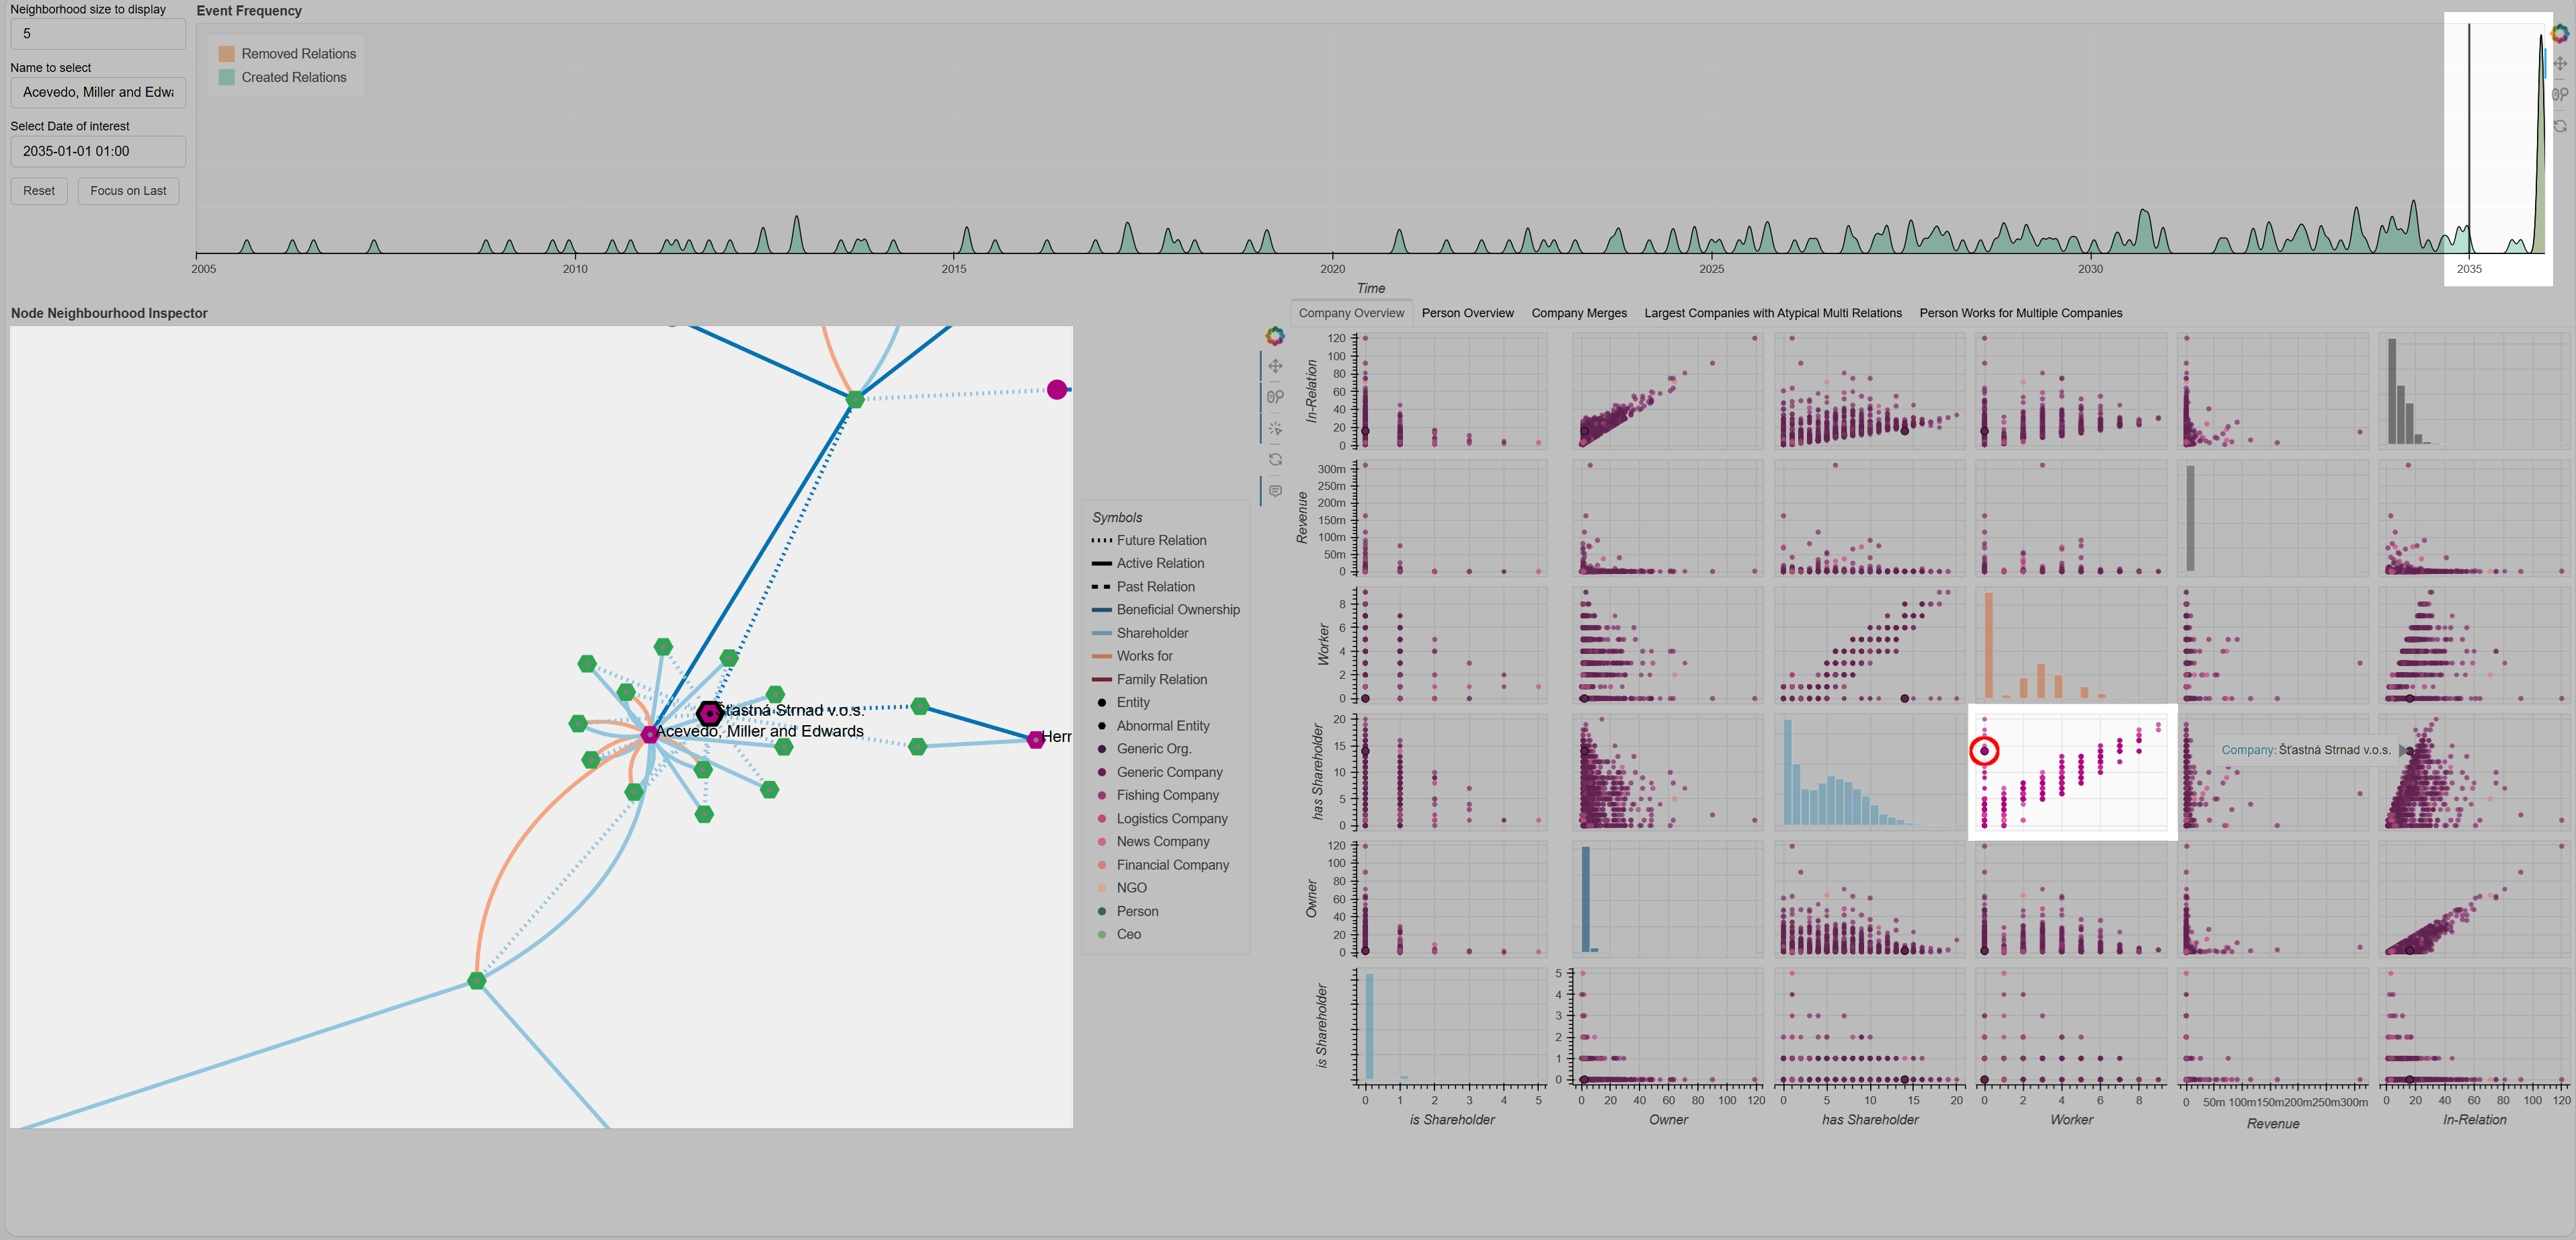 Neighborhood size to display
5
Name to select
Acevedo, Miller and Edwa
Select Date of interest
2035-01-01 01:00
Reset
Focus on Last
Event Frequency
Removed Relations
Created Relations
2005
2010
2015
2020
2025
2030
2035
Time
Node Neighbourhood Inspector
Šťastná Strnad v.o.s.
Acevedo, Miller and Edwards
Herr
Symbols
Future Relation
Active Relation
Past Relation
Beneficial Ownership
Shareholder
Works for
Family Relation
Entity
Abnormal Entity
Generic Org.
Generic Company
Fishing Company
Logistics Company
News Company
Financial Company
NGO
Person
Ceo
Company Overview
Person Overview
Company Merges
Largest Companies with Atypical Multi Relations
Person Works for Multiple Companies
In-Relation
120
100
80
60
40
20
0
Revenue
300m
250m
200m
150m
100m
50m
0
Worker
8
6
4
2
0
has Shareholder
20
15
10
5
0
Company: Šťastná Strnad v.o.s.
Owner
120
100
80
60
40
20
0
is Shareholder
5
4
3
2
1
0
0 1 2 3 4 5
0 20 40 60 80 100 120
0 5 10 15 20
0 2 4 6 8
0 50m 100m 150m 200m 250m 300m
0 20 40 60 80 100 120
is Shareholder
Owner
has Shareholder
Worker
Revenue
In-Relation